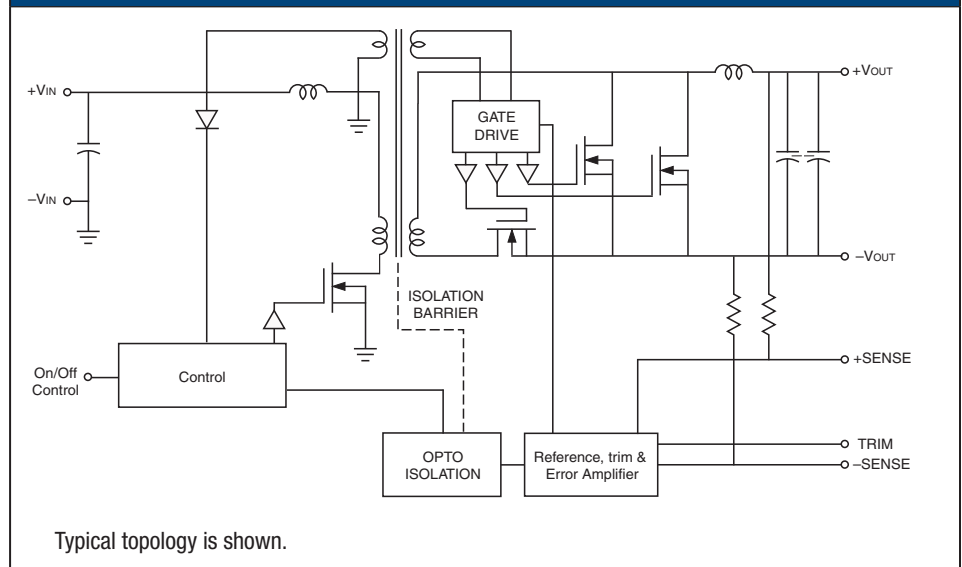 +VIN
−VIN
GATE
DRIVE
+VOUT
−VOUT
ISOLATION
BARRIER
On/Off
Control
Control
+SENSE
OPTO
ISOLATION
Reference, trim &
Error Amplifier
TRIM
−SENSE
Typical topology is shown.